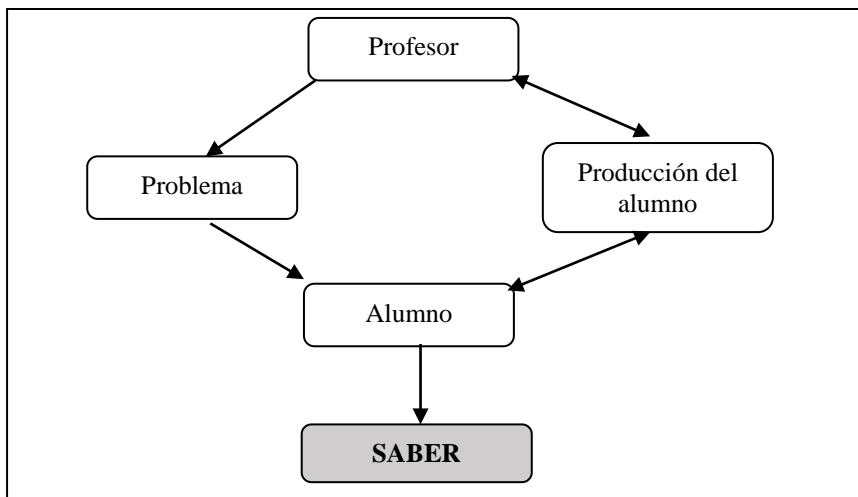 Profesor
Problema
Producción del
alumno
Alumno
SABER